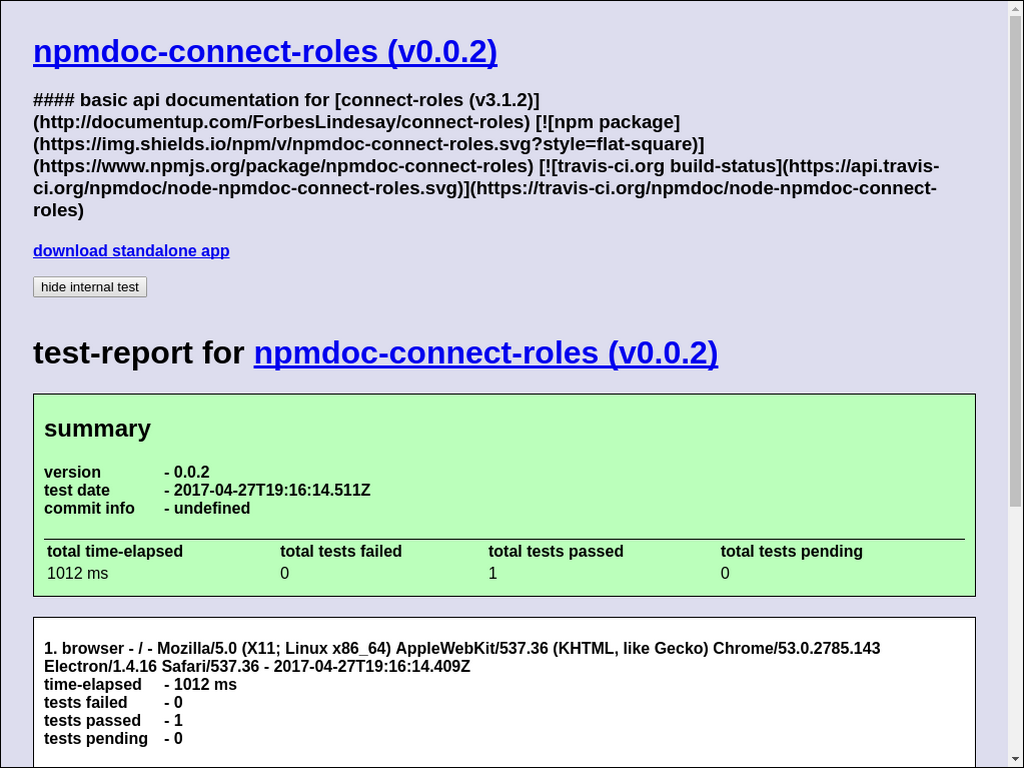 npmdoc-connect-roles (v0.0.2)
#### basic api documentation for [connect-roles (v3.1.2)]
(http://documentup.com/ForbesLindesay/connect-roles) [![npm package]
(https://img.shields.io/npm/v/npmdoc-connect-roles.svg?style=flat-square)]
(https://www.npmjs.org/package/npmdoc-connect-roles) [![travis-ci.org build-status](https://api.travis-
ci.org/npmdoc/node-npmdoc-connect-roles.svg)](https://travis-ci.org/npmdoc/node-npmdoc-connect-
roles)
download standalone app
hide internal test
test-report for npmdoc-connect-roles (v0.0.2)
summary
version - 0.0.2
test date - 2017-04-27T19:16:14.511Z
commit info - undefined
total time-elapsed total tests failed total tests passed total tests pending
1012 ms 0 1 0
1. browser - / - Mozilla/5.0 (X11; Linux x86_64) AppleWebKit/537.36 (KHTML, like Gecko) Chrome/53.0.2785.143
Electron/1.4.16 Safari/537.36 - 2017-04-27T19:16:14.409Z
time-elapsed - 1012 ms
tests failed - 0
tests passed - 1
tests pending - 0